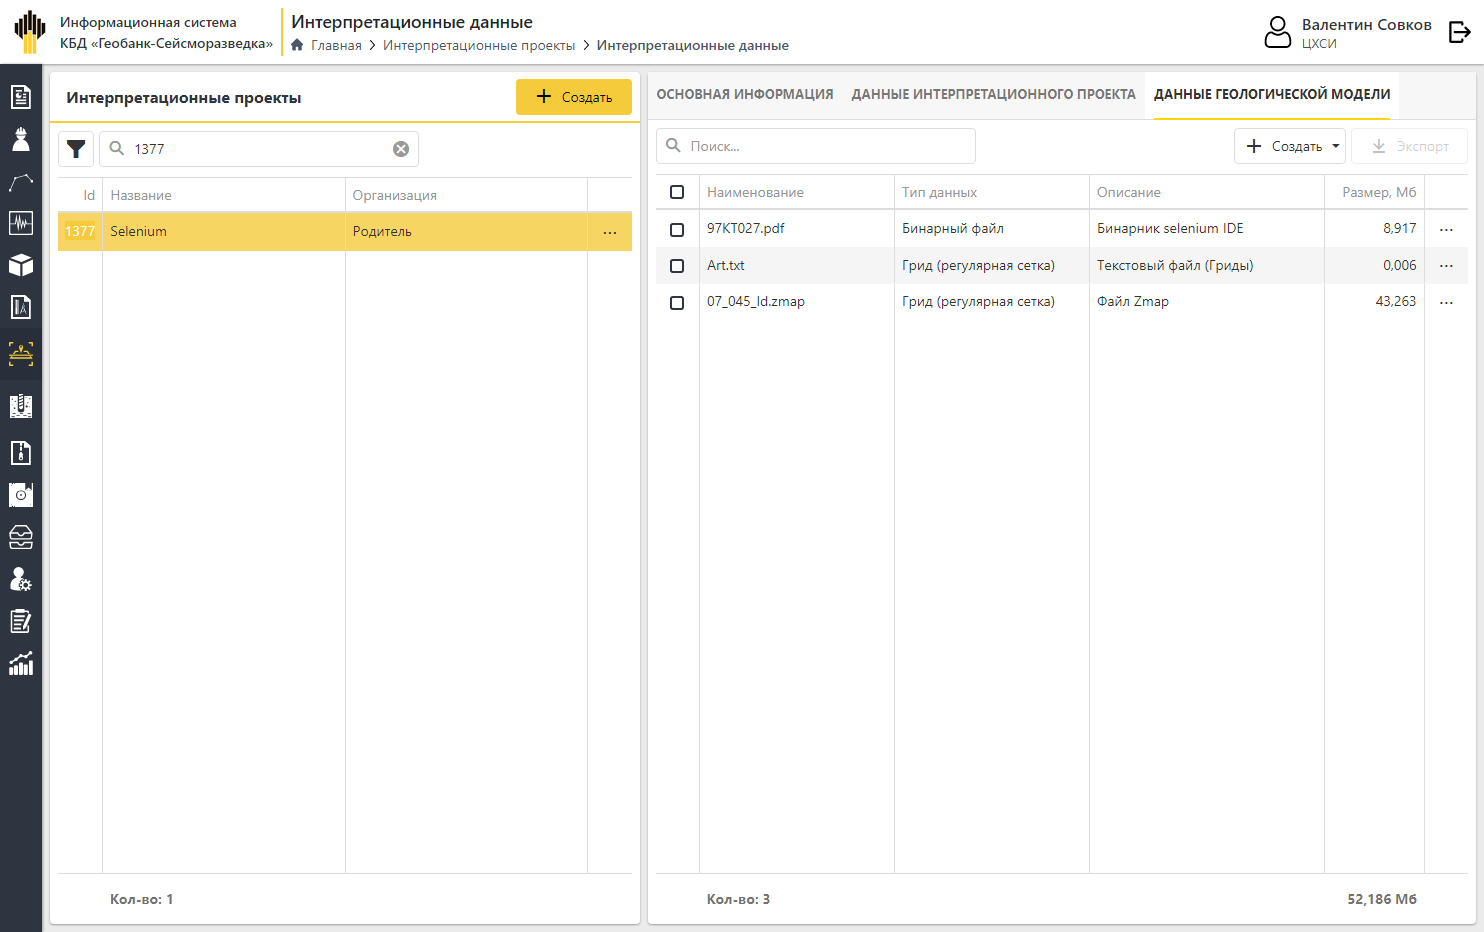 Информационная система
КБД «Геобанк-Сейсморазведка»
Интерпретационные данные
Главная > Интерпретационные проекты > Интерпретационные данные
Валентин Совков
ЦХСИ
Интерпретационные проекты
+ Создать
1377
Id Название Организация
1377 Selenium Родитель ...
Кол-во: 1
ОСНОВНАЯ ИНФОРМАЦИЯ ДАННЫЕ ИНТЕРПРЕТАЦИОННОГО ПРОЕКТА ДАННЫЕ ГЕОЛОГИЧЕСКОЙ МОДЕЛИ
Поиск... + Создать Экспорт
Наименование Тип данных Описание Размер, Мб
97КТ027.pdf Бинарный файл Бинарник selenium IDE 8,917 ...
Art.txt Грид (регулярная сетка) Текстовый файл (Гриды) 0,006 ...
07_045_ld.zmap Грид (регулярная сетка) Файл Zmap 43,263 ...
Кол-во: 3 52,186 Мб